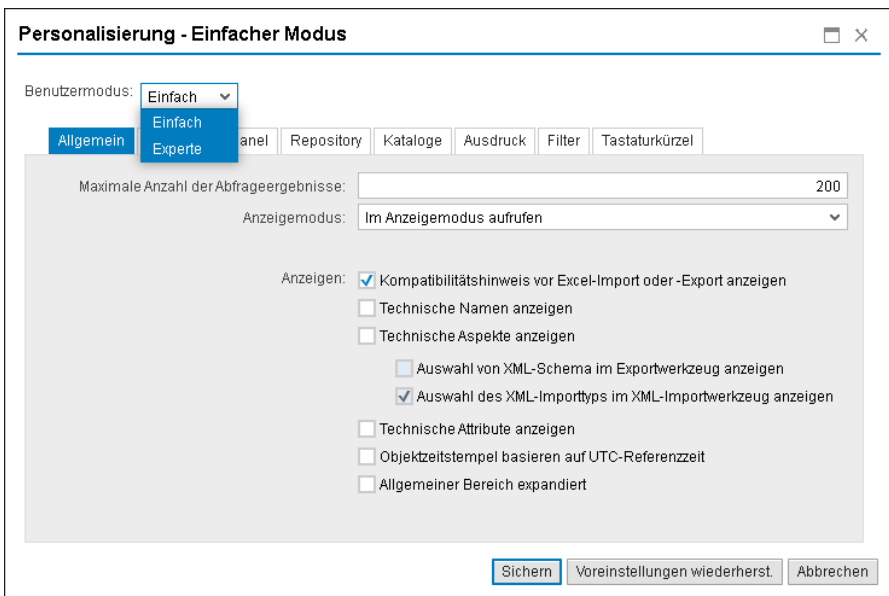 Personalisierung - Einfacher Modus
Benutzermodus: Einfach
Einfach
Experte
Allgemein anel Repository Kataloge Ausdruck Filter Tastaturkürzel
Maximale Anzahl der Abfrageergebnisse: 200
Anzeigemodus: Im Anzeigemodus aufrufen
Anzeigen: Kompatibilitätshinweis vor Excel-Import oder -Export anzeigen
Technische Namen anzeigen
Technische Aspekte anzeigen
Auswahl von XML-Schema im Exportwerkzeug anzeigen
Auswahl des XML-Importtyps im XML-Importwerkzeug anzeigen
Technische Attribute anzeigen
Objektzeitstempel basieren auf UTC-Referenzzeit
Allgemeiner Bereich expandiert
Sichern Voreinstellungen wiederherst. Abbrechen